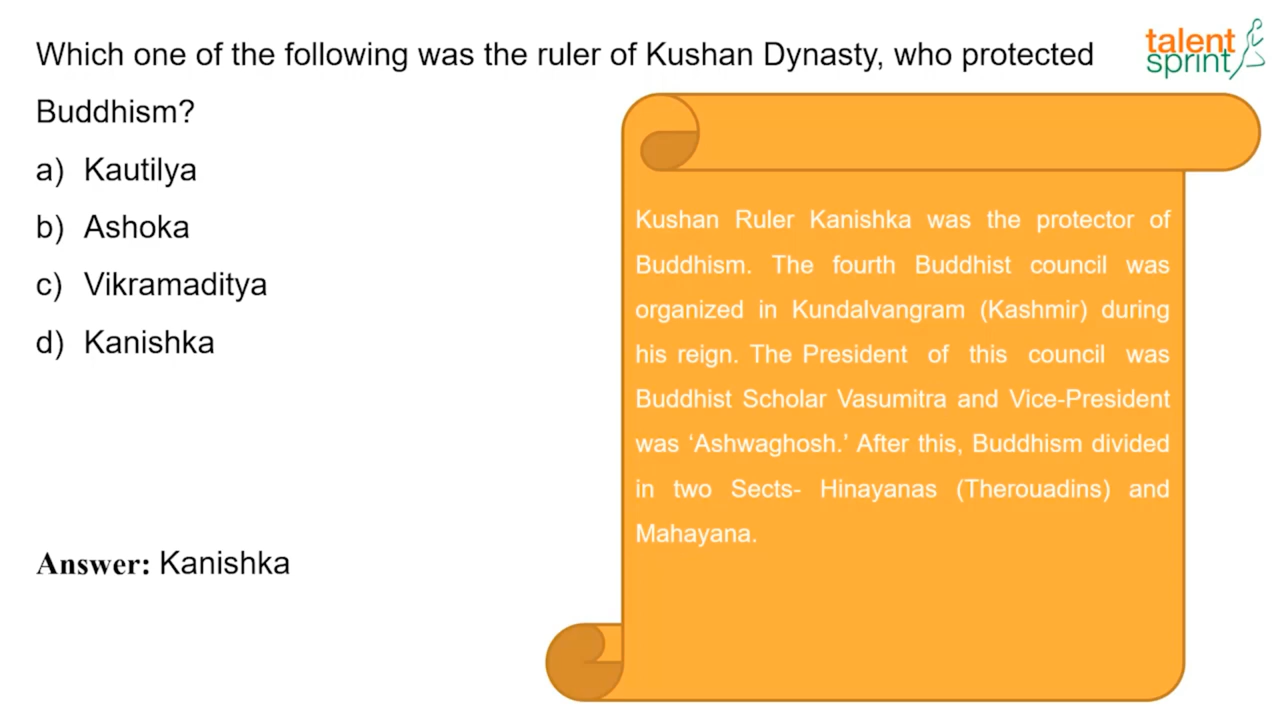 Which one of the following was the ruler of Kushan Dynasty, who protected
Buddhism?
a) Kautilya
b) Ashoka
c) Vikramaditya
d) Kanishka
Answer: Kanishka
talent
sprint
Kushan Ruler Kanishka was the protector of
Buddhism. The fourth Buddhist council was
organized in Kundalvangram (Kashmir) during
his reign. The President of this council was
Buddhist Scholar Vasumitra and Vice-President
was ‘Ashwaghosh.’ After this, Buddhism divided
in two Sects- Hinayanas (Therouadins) and
Mahayana.